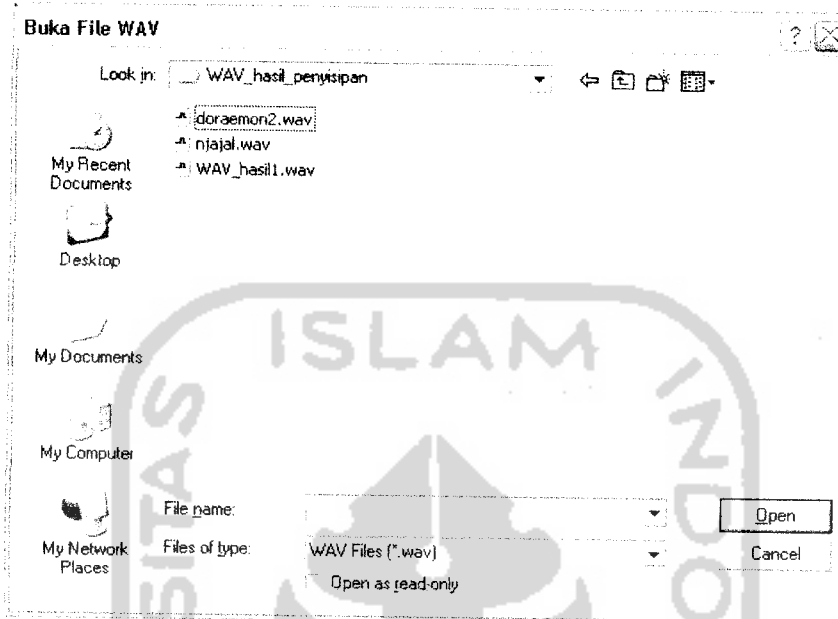 Buka File WAV
Look in: WAV_hasil_penyisipan
doraemon2.wav
njajal.wav
WAV_hasil1.wav
My Recent
Documents
Desktop
My Documents
My Computer
My Network
Places
File name:
Files of type: WAV Files (*.wav)
Open as read-only
Open
Cancel
ISLAM
SITAS
INDO